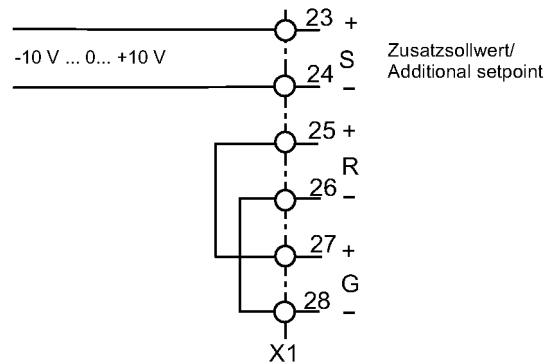 23 +
-10 V ... 0... +10 V
S
Zusatzsollwert/
Additional setpoint
24 –
25 +
R
26 –
27 +
G
28 –
X1